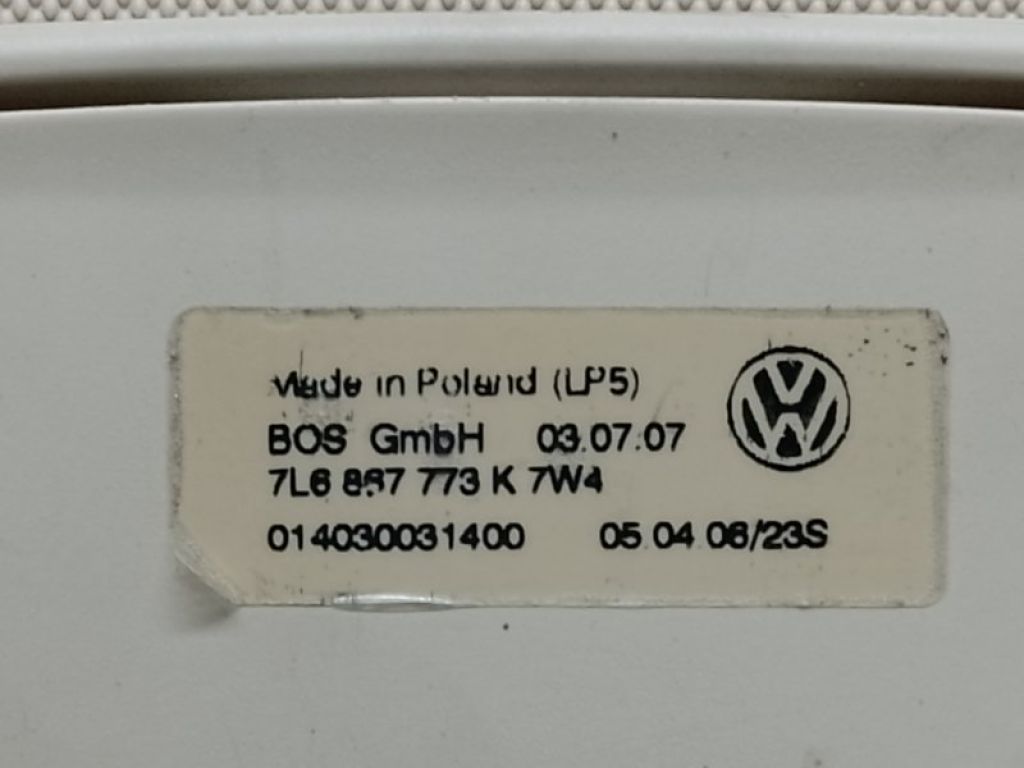 Made in Poland (LP5)
BOS GmbH 03.07.07
7L6 867 773 K 7W4
014030031400 05.04.06/23S